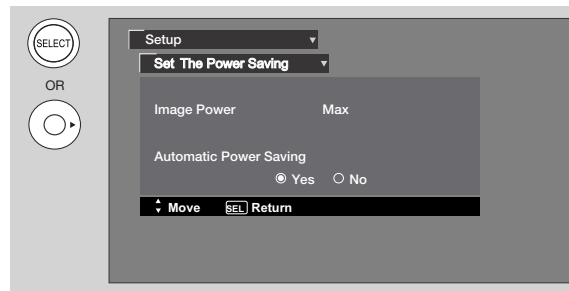 SELECT
OR
Setup
Set The Power Saving
Image Power Max
Automatic Power Saving
Yes No
Move SEL Return